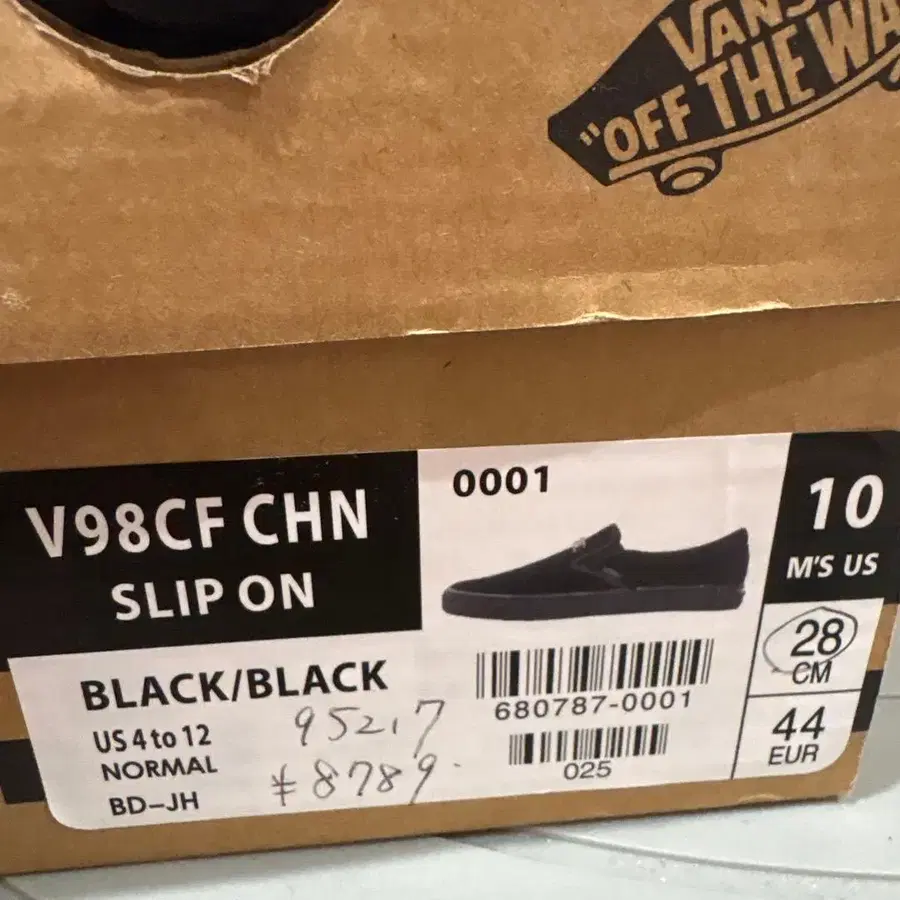 VANS
"OFF THE WA
V98CF CHN
SLIP ON
0001
10
M'S US
28
CM
44
EUR
BLACK/BLACK
US 4 to 12
NORMAL
BD-JH
95217
¥8789
680787-0001
025